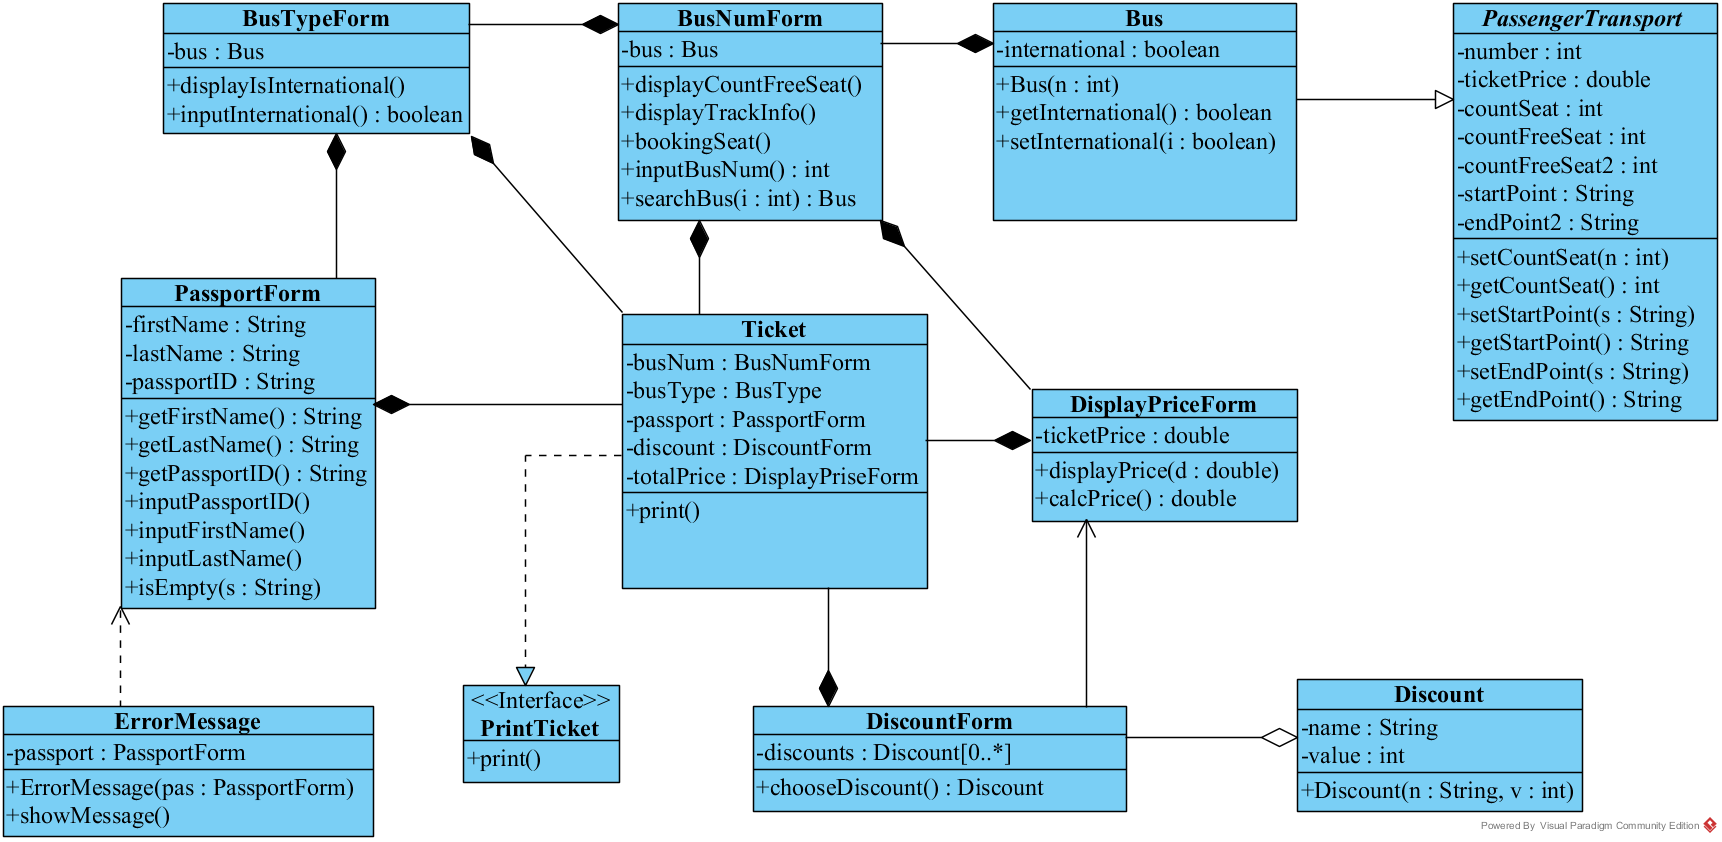 BusTypeForm
-bus : Bus
+displayIsInternational()
+inputInternational() : boolean
BusNumForm
-bus : Bus
+displayCountFreeSeat()
+displayTrackInfo()
+bookingSeat()
+inputBusNum() : int
+searchBus(i : int) : Bus
Bus
-international : boolean
+Bus(n : int)
+getInternational() : boolean
+setInternational(i : boolean)
PassengerTransport
-number : int
-ticketPrice : double
-countSeat : int
-countFreeSeat : int
-countFreeSeat2 : int
-startPoint : String
-endPoint2 : String
+setCountSeat(n : int)
+getCountSeat() : int
+setStartPoint(s : String)
+getStartPoint() : String
+setEndPoint(s : String)
+getEndPoint() : String
PassportForm
-firstName : String
-lastName : String
-passportID : String
+getFirstName() : String
+getLastName() : String
+getPassportID() : String
+inputPassportID()
+inputFirstName()
+inputLastName()
+isEmpty(s : String)
Ticket
-busNum : BusNumForm
-busType : BusType
-passport : PassportForm
-discount : DiscountForm
-totalPrice : DisplayPriseForm
+print()
DisplayPriceForm
-ticketPrice : double
+displayPrice(d : double)
+calcPrice() : double
ErrorMessage
-passport : PassportForm
+ErrorMessage(pas : PassportForm)
+showMessage()
<<Interface>>
PrintTicket
+print()
DiscountForm
-discounts : Discount[0..*]
+chooseDiscount() : Discount
Discount
-name : String
-value : int
+Discount(n : String, v : int)
Powered By Visual Paradigm Community Edition